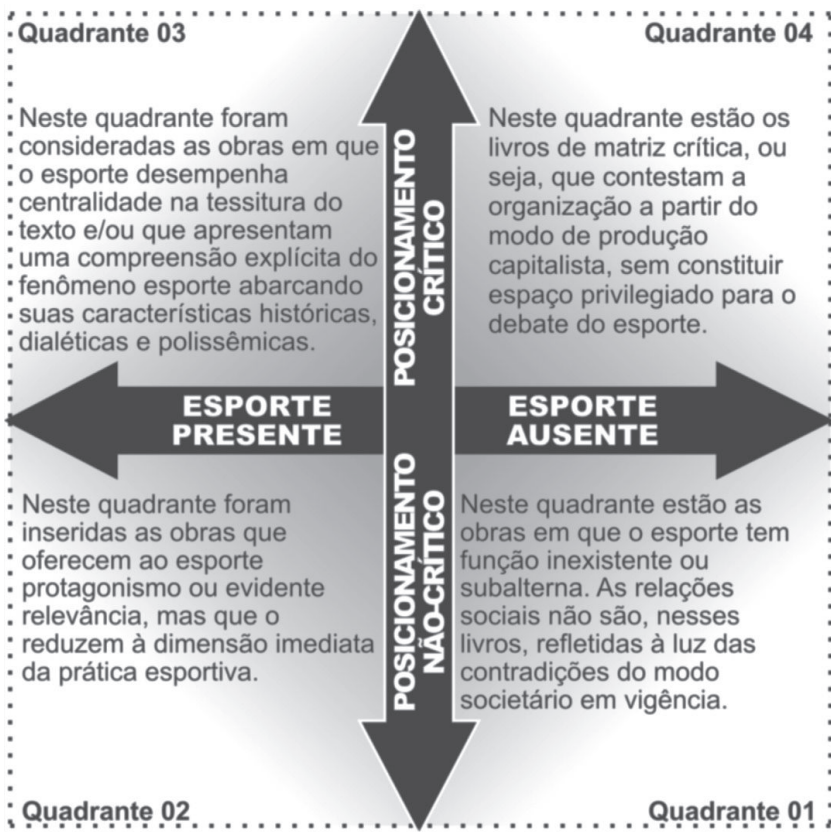 Quadrante 03
Neste quadrante foram
consideradas as obras em que
o esporte desempenha
centralidade na tessitura do
texto e/ou que apresentam
uma compreensão explícita do
fenômeno esporte abarcando
suas características históricas,
dialéticas e polissêmicas.
Quadrante 04
Neste quadrante estão os
livros de matriz crítica, ou
seja, que contestam a
organização a partir do
modo de produção
capitalista, sem constituir
espaço privilegiado para o
debate do esporte.
POSICIONAMENTO
CRÍTICO
ESPORTE
PRESENTE
ESPORTE
AUSENTE
POSICIONAMENTO
NÃO-CRÍTICO
Neste quadrante foram
inseridas as obras que
oferecem ao esporte
protagonismo ou evidente
relevância, mas que o
reduzem à dimensão imediata
da prática esportiva.
Quadrante 02
Neste quadrante estão as
obras em que o esporte tem
função inexistente ou
subalterna. As relações
sociais não são, nesses
livros, refletidas à luz das
contradições do modo
societário em vigência.
Quadrante 01